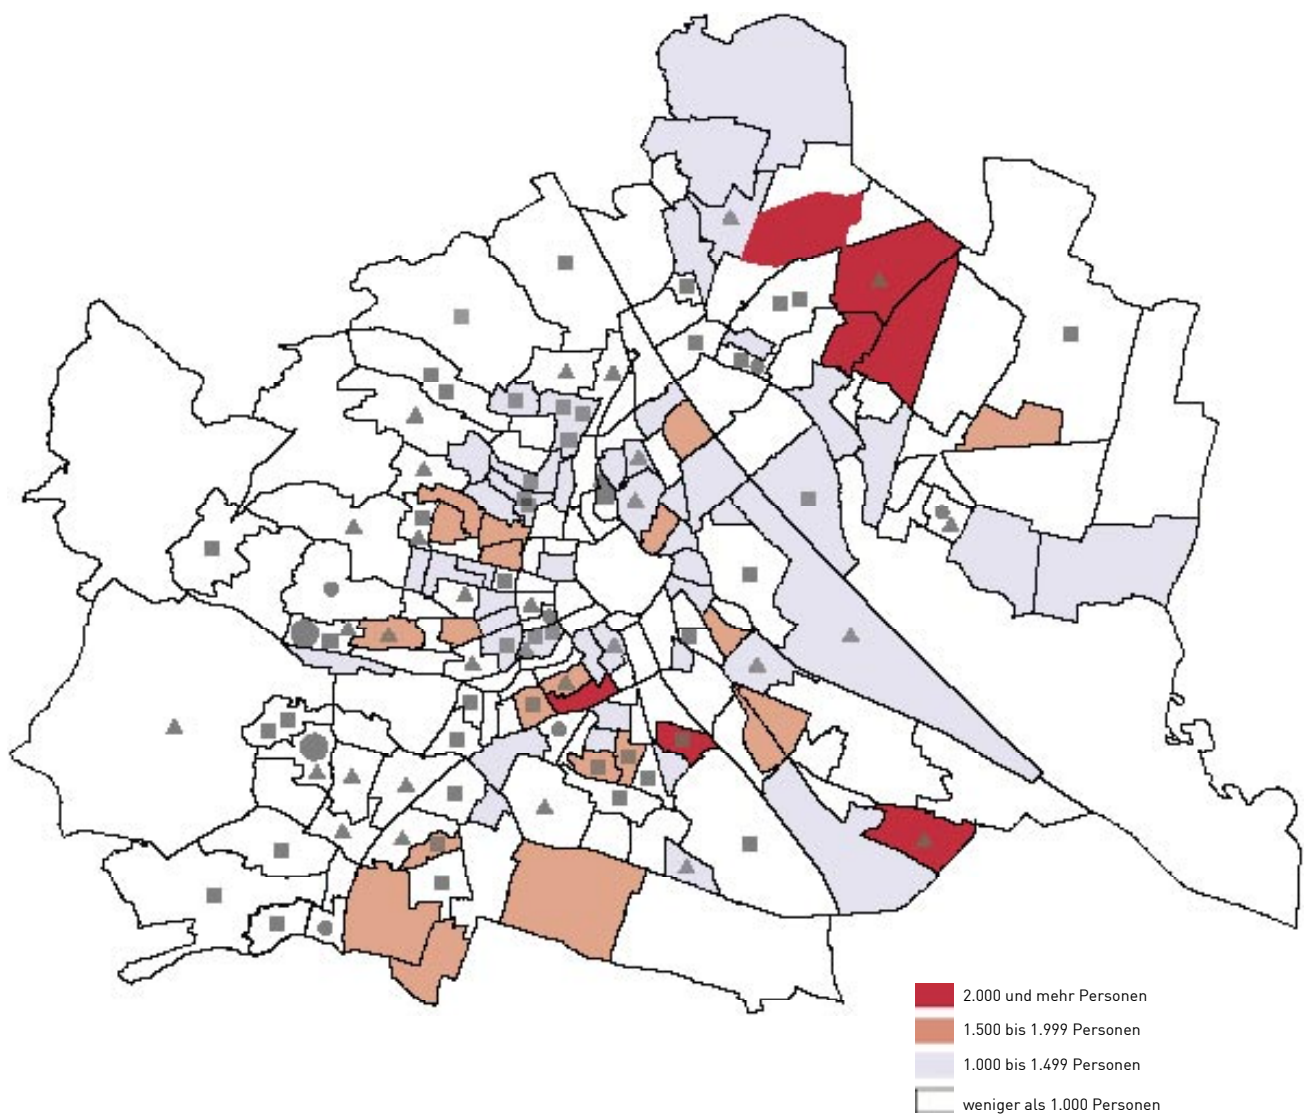 2.000 und mehr Personen
1.500 bis 1.999 Personen
1.000 bis 1.499 Personen
weniger als 1.000 Personen